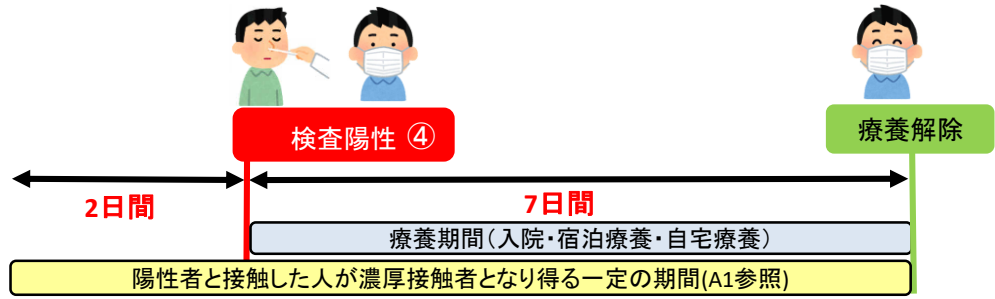 検査陽性 ④
療養解除
2日間
7日間
療養期間(入院・宿泊療養・自宅療養)
陽性者と接触した人が濃厚接触者となり得る一定の期間(A1参照)